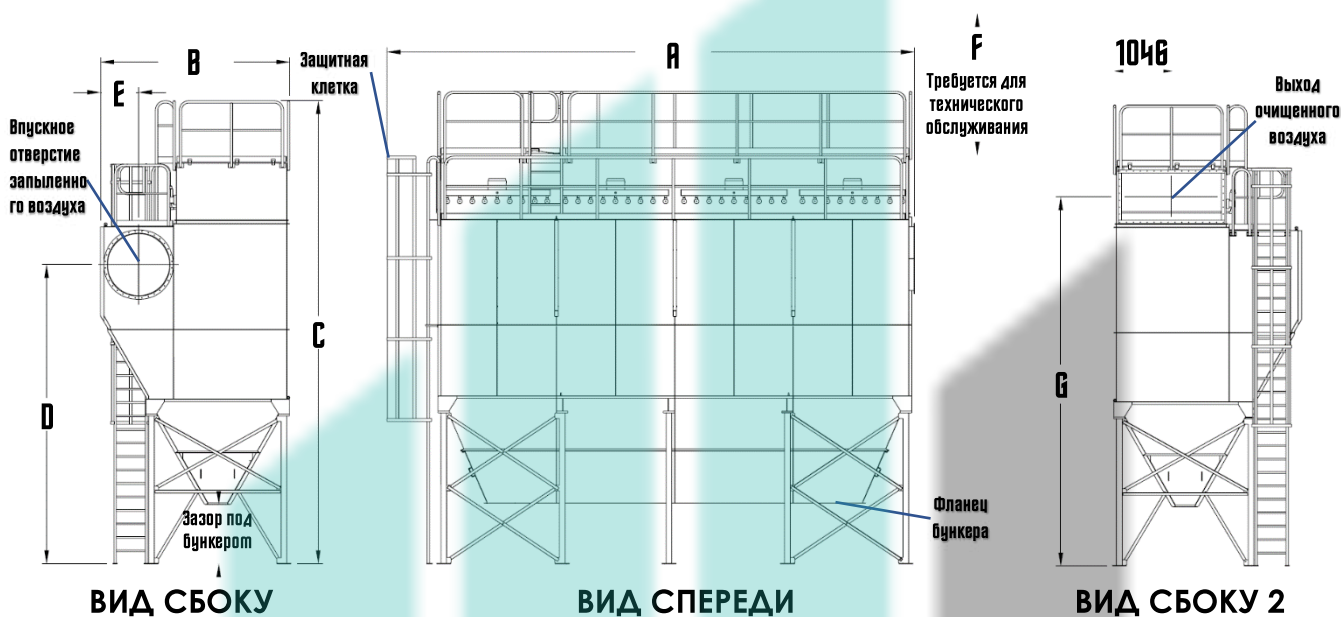 B
E
Защитная
клетка
Впускное
отверстие
запыленно
го воздуха
C
D
Зазор под
бункерот
ВИД СБОКУ
A
F
Требуется для
технического
обслуживания
Фланец
бункера
ВИД СПЕРЕДИ
1046
Выход
очищенного
воздуха
G
ВИД СБОКУ 2